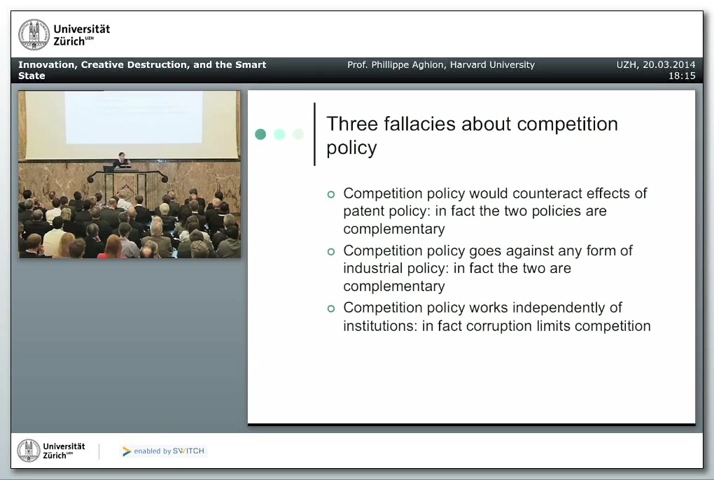 Universität
Zürich UZH
Innovation, Creative Destruction, and the Smart
State
Prof. Phillippe Aghion, Harvard University
UZH, 20.03.2014
18:15
Three fallacies about competition
policy
Competition policy would counteract effects of
patent policy: in fact the two policies are
complementary
Competition policy goes against any form of
industrial policy: in fact the two are
complementary
Competition policy works independently of
institutions: in fact corruption limits competition
Universität
Zürich UZH
enabled by SWITCH